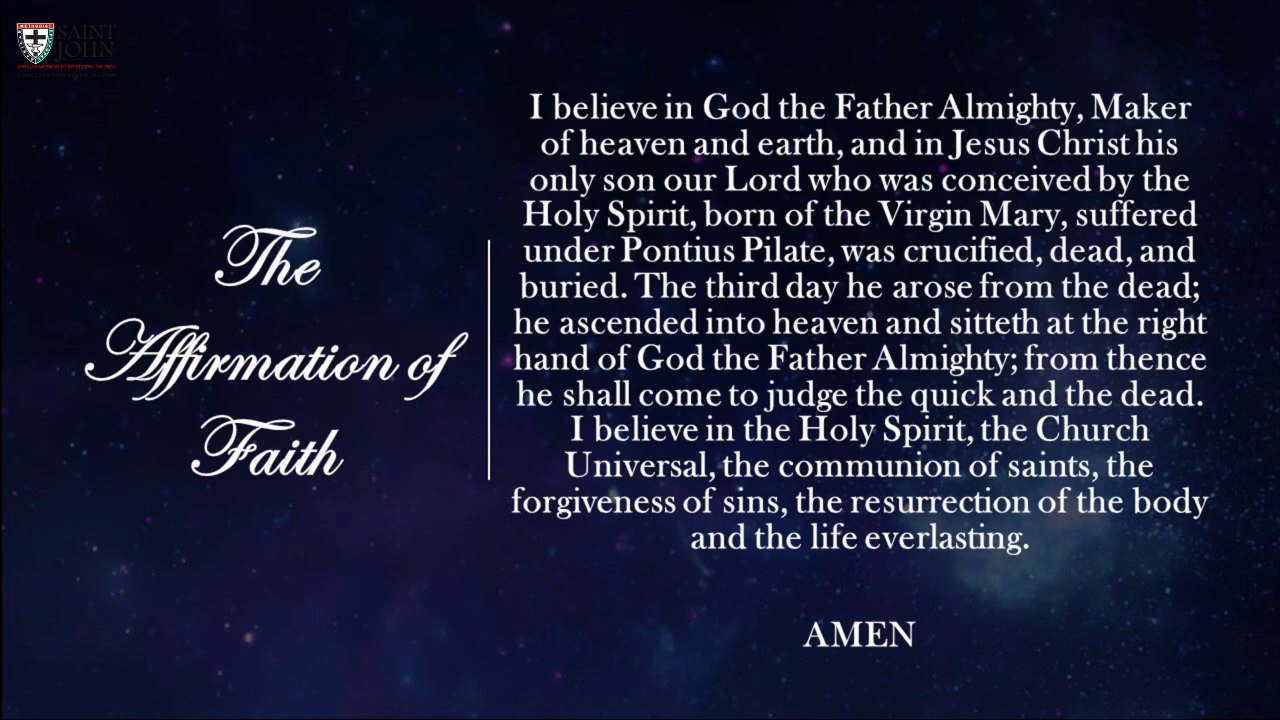 METHODIST
SAINT
JOHN
The
Affirmation of
Faith
I believe in God the Father Almighty, Maker
of heaven and earth, and in Jesus Christ his
only son our Lord who was conceived by the
Holy Spirit, born of the Virgin Mary, suffered
under Pontius Pilate, was crucified, dead, and
buried. The third day he arose from the dead;
he ascended into heaven and sitteth at the right
hand of God the Father Almighty; from thence
he shall come to judge the quick and the dead.
I believe in the Holy Spirit, the Church
Universal, the communion of saints, the
forgiveness of sins, the resurrection of the body
and the life everlasting.
AMEN